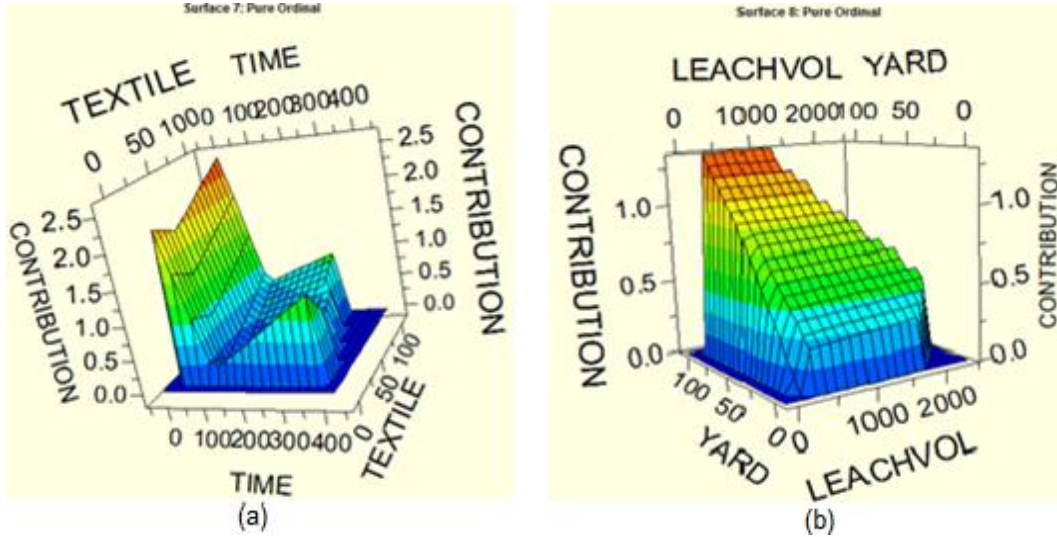 Surface 7: Pure Ordinal
TEXTILE TIME
0 50 100 0 100 200 300 400
CONTRIBUTION
2.5
2.0
1.5
1.0
0.5
0.0
CONTRIBUTION
2.5
2.0
1.5
1.0
0.5
0.0
0 100 200 300 400
TIME
0 50 100
TEXTILE
(a)
Surface 8: Pure Ordinal
LEACHVOL YARD
0 1000 2000 100 50 0
CONTRIBUTION
1.0
0.5
0.0
CONTRIBUTION
1.0
0.5
0.0
100 50 0
YARD
0 1000 2000
LEACHVOL
(b)